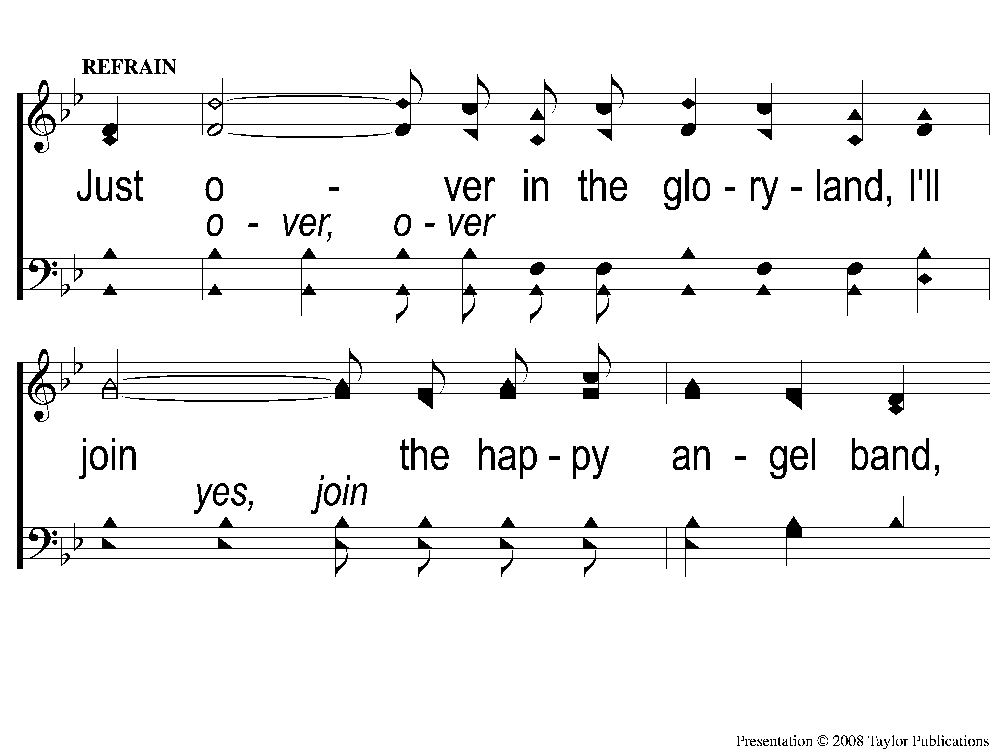 REFRAIN
Just o - ver in the glo - ry - land, I'll
o - ver, o - ver
join the hap - py an - gel band,
yes, join
Presentation © 2008 Taylor Publications